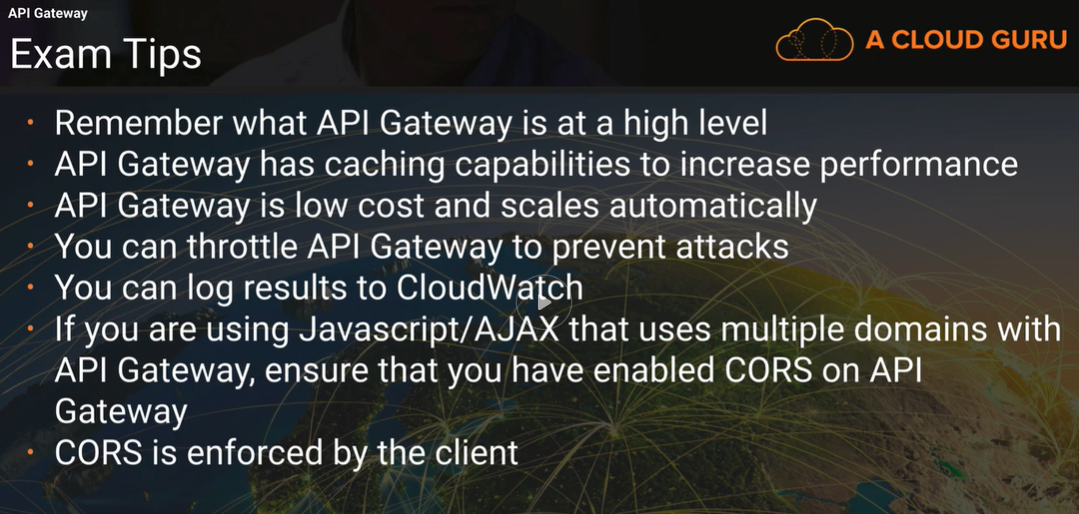 API Gateway
Exam Tips
A CLOUD GURU
• Remember what API Gateway is at a high level
• API Gateway has caching capabilities to increase performance
• API Gateway is low cost and scales automatically
• You can throttle API Gateway to prevent attacks
• You can log results to CloudWatch
• If you are using Javascript/AJAX that uses multiple domains with
API Gateway, ensure that you have enabled CORS on API
Gateway
• CORS is enforced by the client